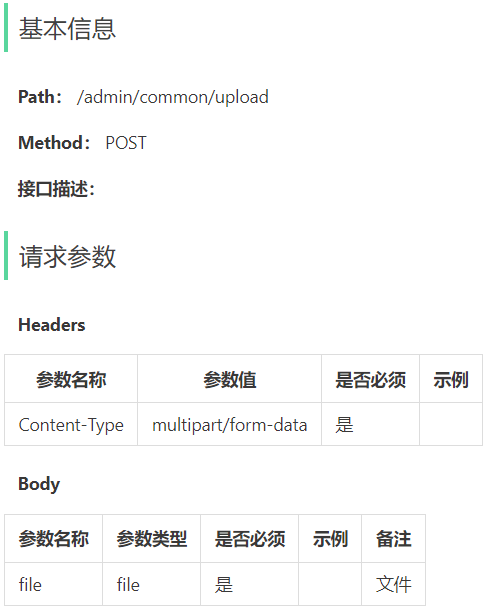 基本信息
Path： /admin/common/upload
Method： POST
接口描述：
请求参数
Headers
参数名称 参数值 是否必须 示例
Content-Type multipart/form-data 是
Body
参数名称 参数类型 是否必须 示例 备注
file file 是 文件